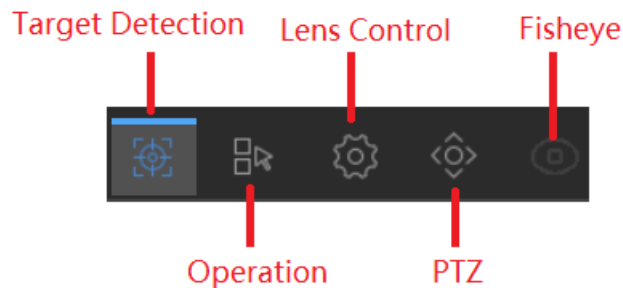 Target Detection
Lens Control
Fisheye
Operation
PTZ